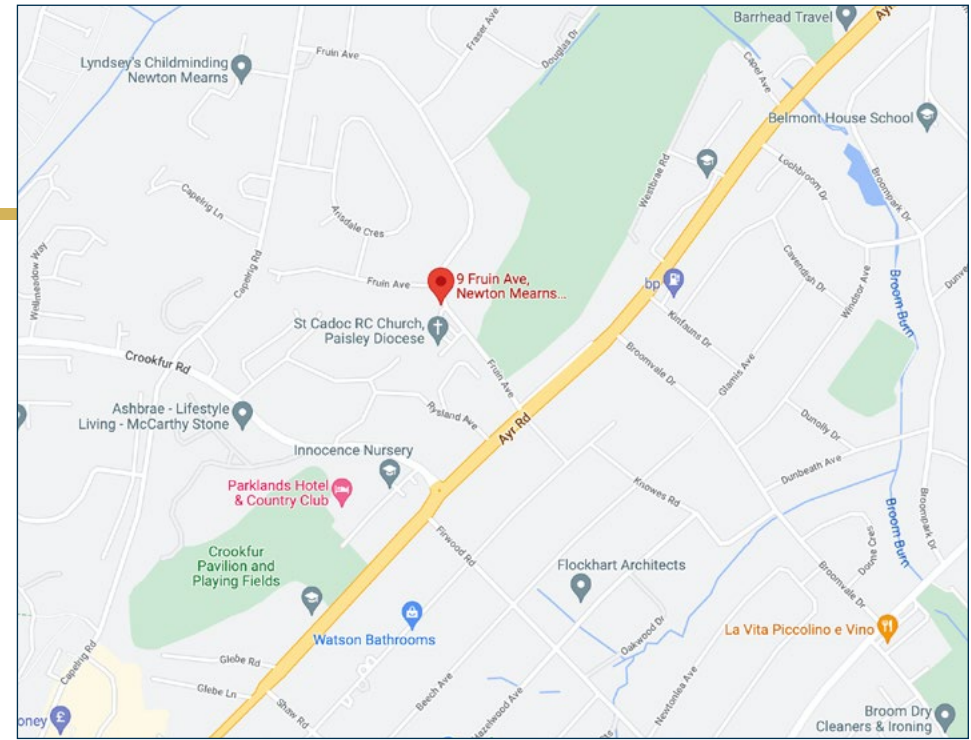 Barrhead Travel
Ayr
Fruin Ave
Fraser Ave
Douglas Dr
Lyndsey's Childminding
Newton Mearns
Capel Ave
Belmont House School
Westbrae Rd
Lochbroom Dr
Broompark Dr
Capelrig Ln
Arisdale Cres
Wellmeadow Way
Capelrig Rd
Fruin Ave
9 Fruin Ave,
Newton Mearns...
bp
Cavendish Dr
Windsor Ave
Broom Burn
St Cadoc RC Church,
Paisley Diocese
Kinfauns Dr
Crookfur Rd
Fruin Ave
Broomvale Dr
Glamis Ave
Ashbrae - Lifestyle
Living - McCarthy Stone
Rysland Ave
Ayr Rd
Dunolly Dr
Innocence Nursery
Dunbeath Ave
Parklands Hotel
& Country Club
Knowes Rd
Broom Burn
Broompark Dr
Firwood Rd
Doune Cres
Crookfur
Pavilion and
Playing Fields
Flockhart Architects
Broomvale Dr
Watson Bathrooms
La Vita Piccolino e Vino
Oakwood Dr
Capelrig Rd
Glebe Rd
Glebe Ln
Shaw Rd
Beech Ave
Hazelwood Ave
Newtonlea Ave
oney
£
Broom Dry
Cleaners & Ironing